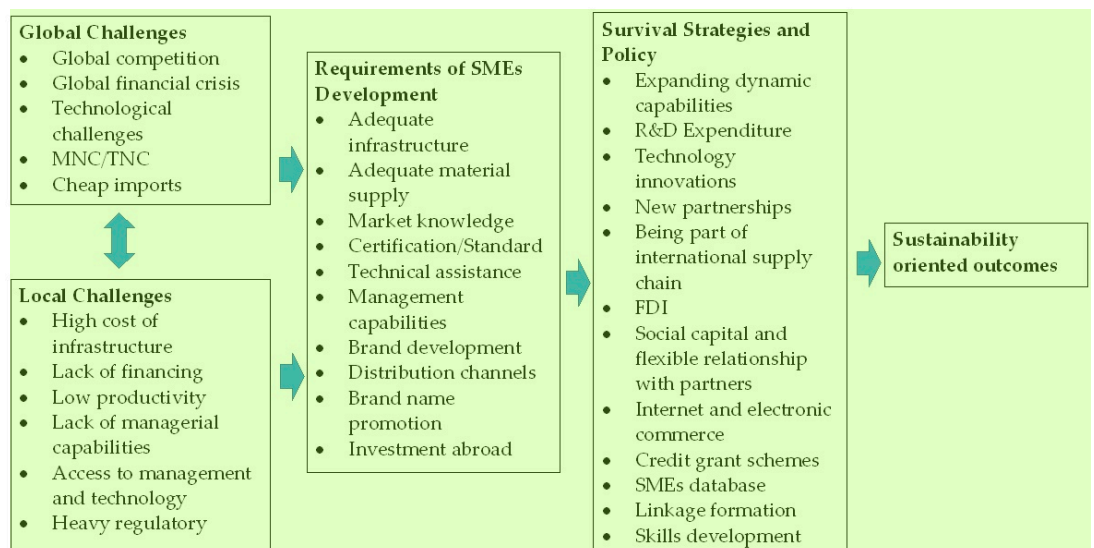 Global Challenges
• Global competition
• Global financial crisis
• Technological
challenges
• MNC/TNC
• Cheap imports
Local Challenges
• High cost of
infrastructure
• Lack of financing
• Low productivity
• Lack of managerial
capabilities
• Access to management
and technology
• Heavy regulatory
Requirements of SMEs
Development
• Adequate
infrastructure
• Adequate material
supply
• Market knowledge
• Certification/Standard
• Technical assistance
• Management
capabilities
• Brand development
• Distribution channels
• Brand name
promotion
• Investment abroad
Survival Strategies and
Policy
• Expanding dynamic
capabilities
• R&D Expenditure
• Technology
innovations
• New partnerships
• Being part of
international supply
chain
• FDI
• Social capital and
flexible relationship
with partners
• Internet and electronic
commerce
• Credit grant schemes
• SMEs database
• Linkage formation
• Skills development
Sustainability
oriented outcomes